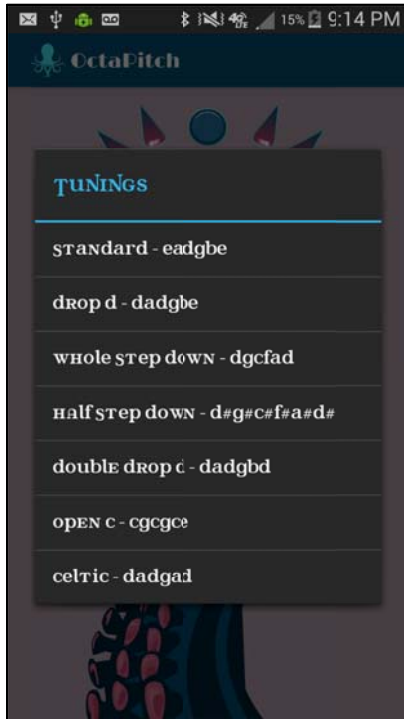 15% 9:14 PM
OctaPitch
Tunings
Standard - eadgbe
drop d - dadgbe
whole step down - dgcfad
Half step down - d#g#c#f#a#d#
double drop d - dadgbd
open c - cgcgce
celtic - dadgad